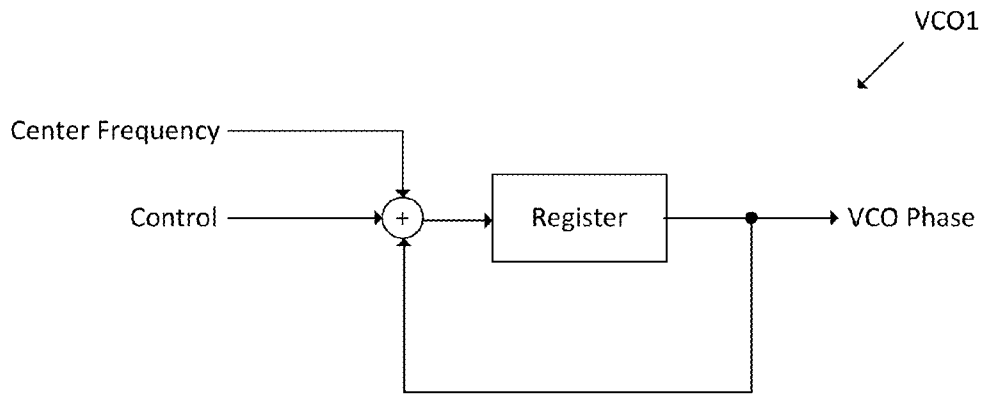 VCO1
Center Frequency
Control
+
Register
VCO Phase